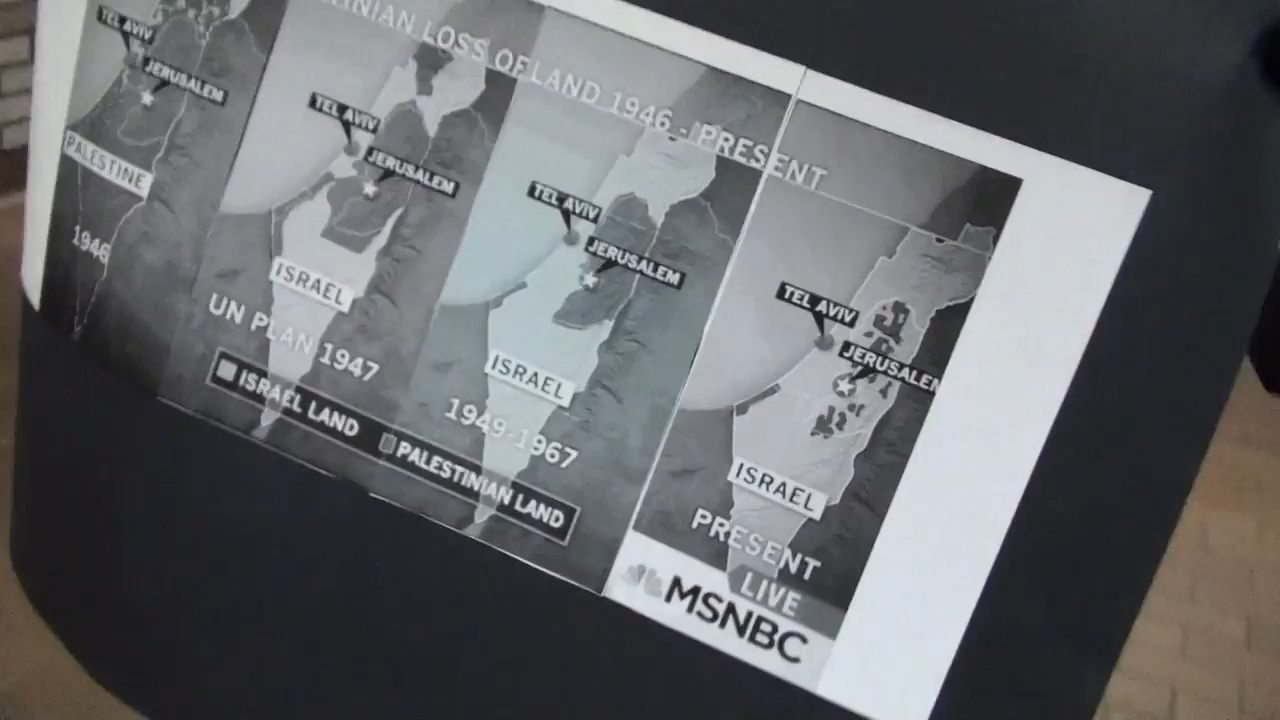 LOSS OF LAND 1946 - PRESENT
TEL AVIV
JERUSALEM
PALESTINE
1946
TEL AVIV
JERUSALEM
ISRAEL
UN PLAN 1947
TEL AVIV
JERUSALEM
ISRAEL
1949-1967
ISRAEL LAND
PALESTINIAN LAND
TEL AVIV
JERUSALEM
ISRAEL
PRESENT
LIVE
MSNBC